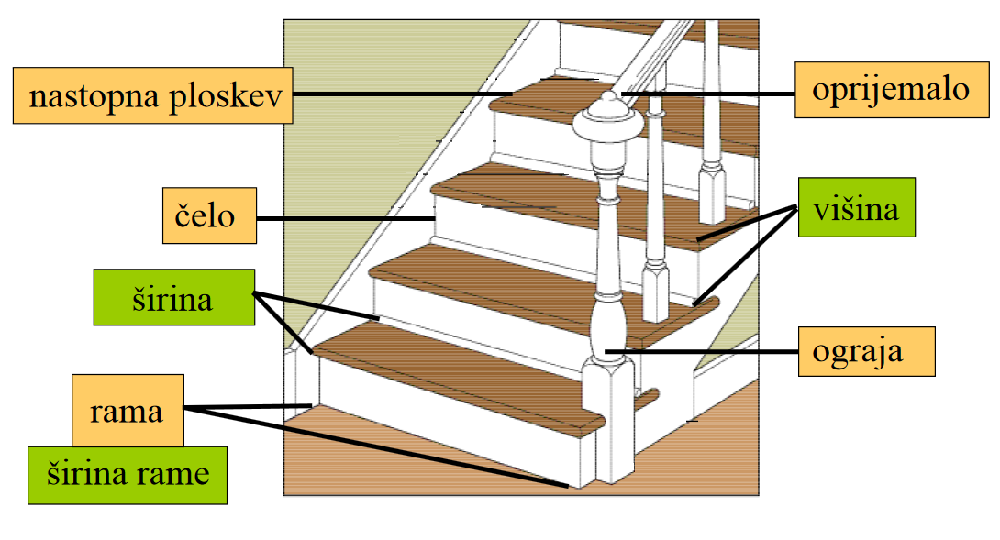 nastopna ploskev
oprijemalo
čelo
višina
širina
ograja
rama
širina rame